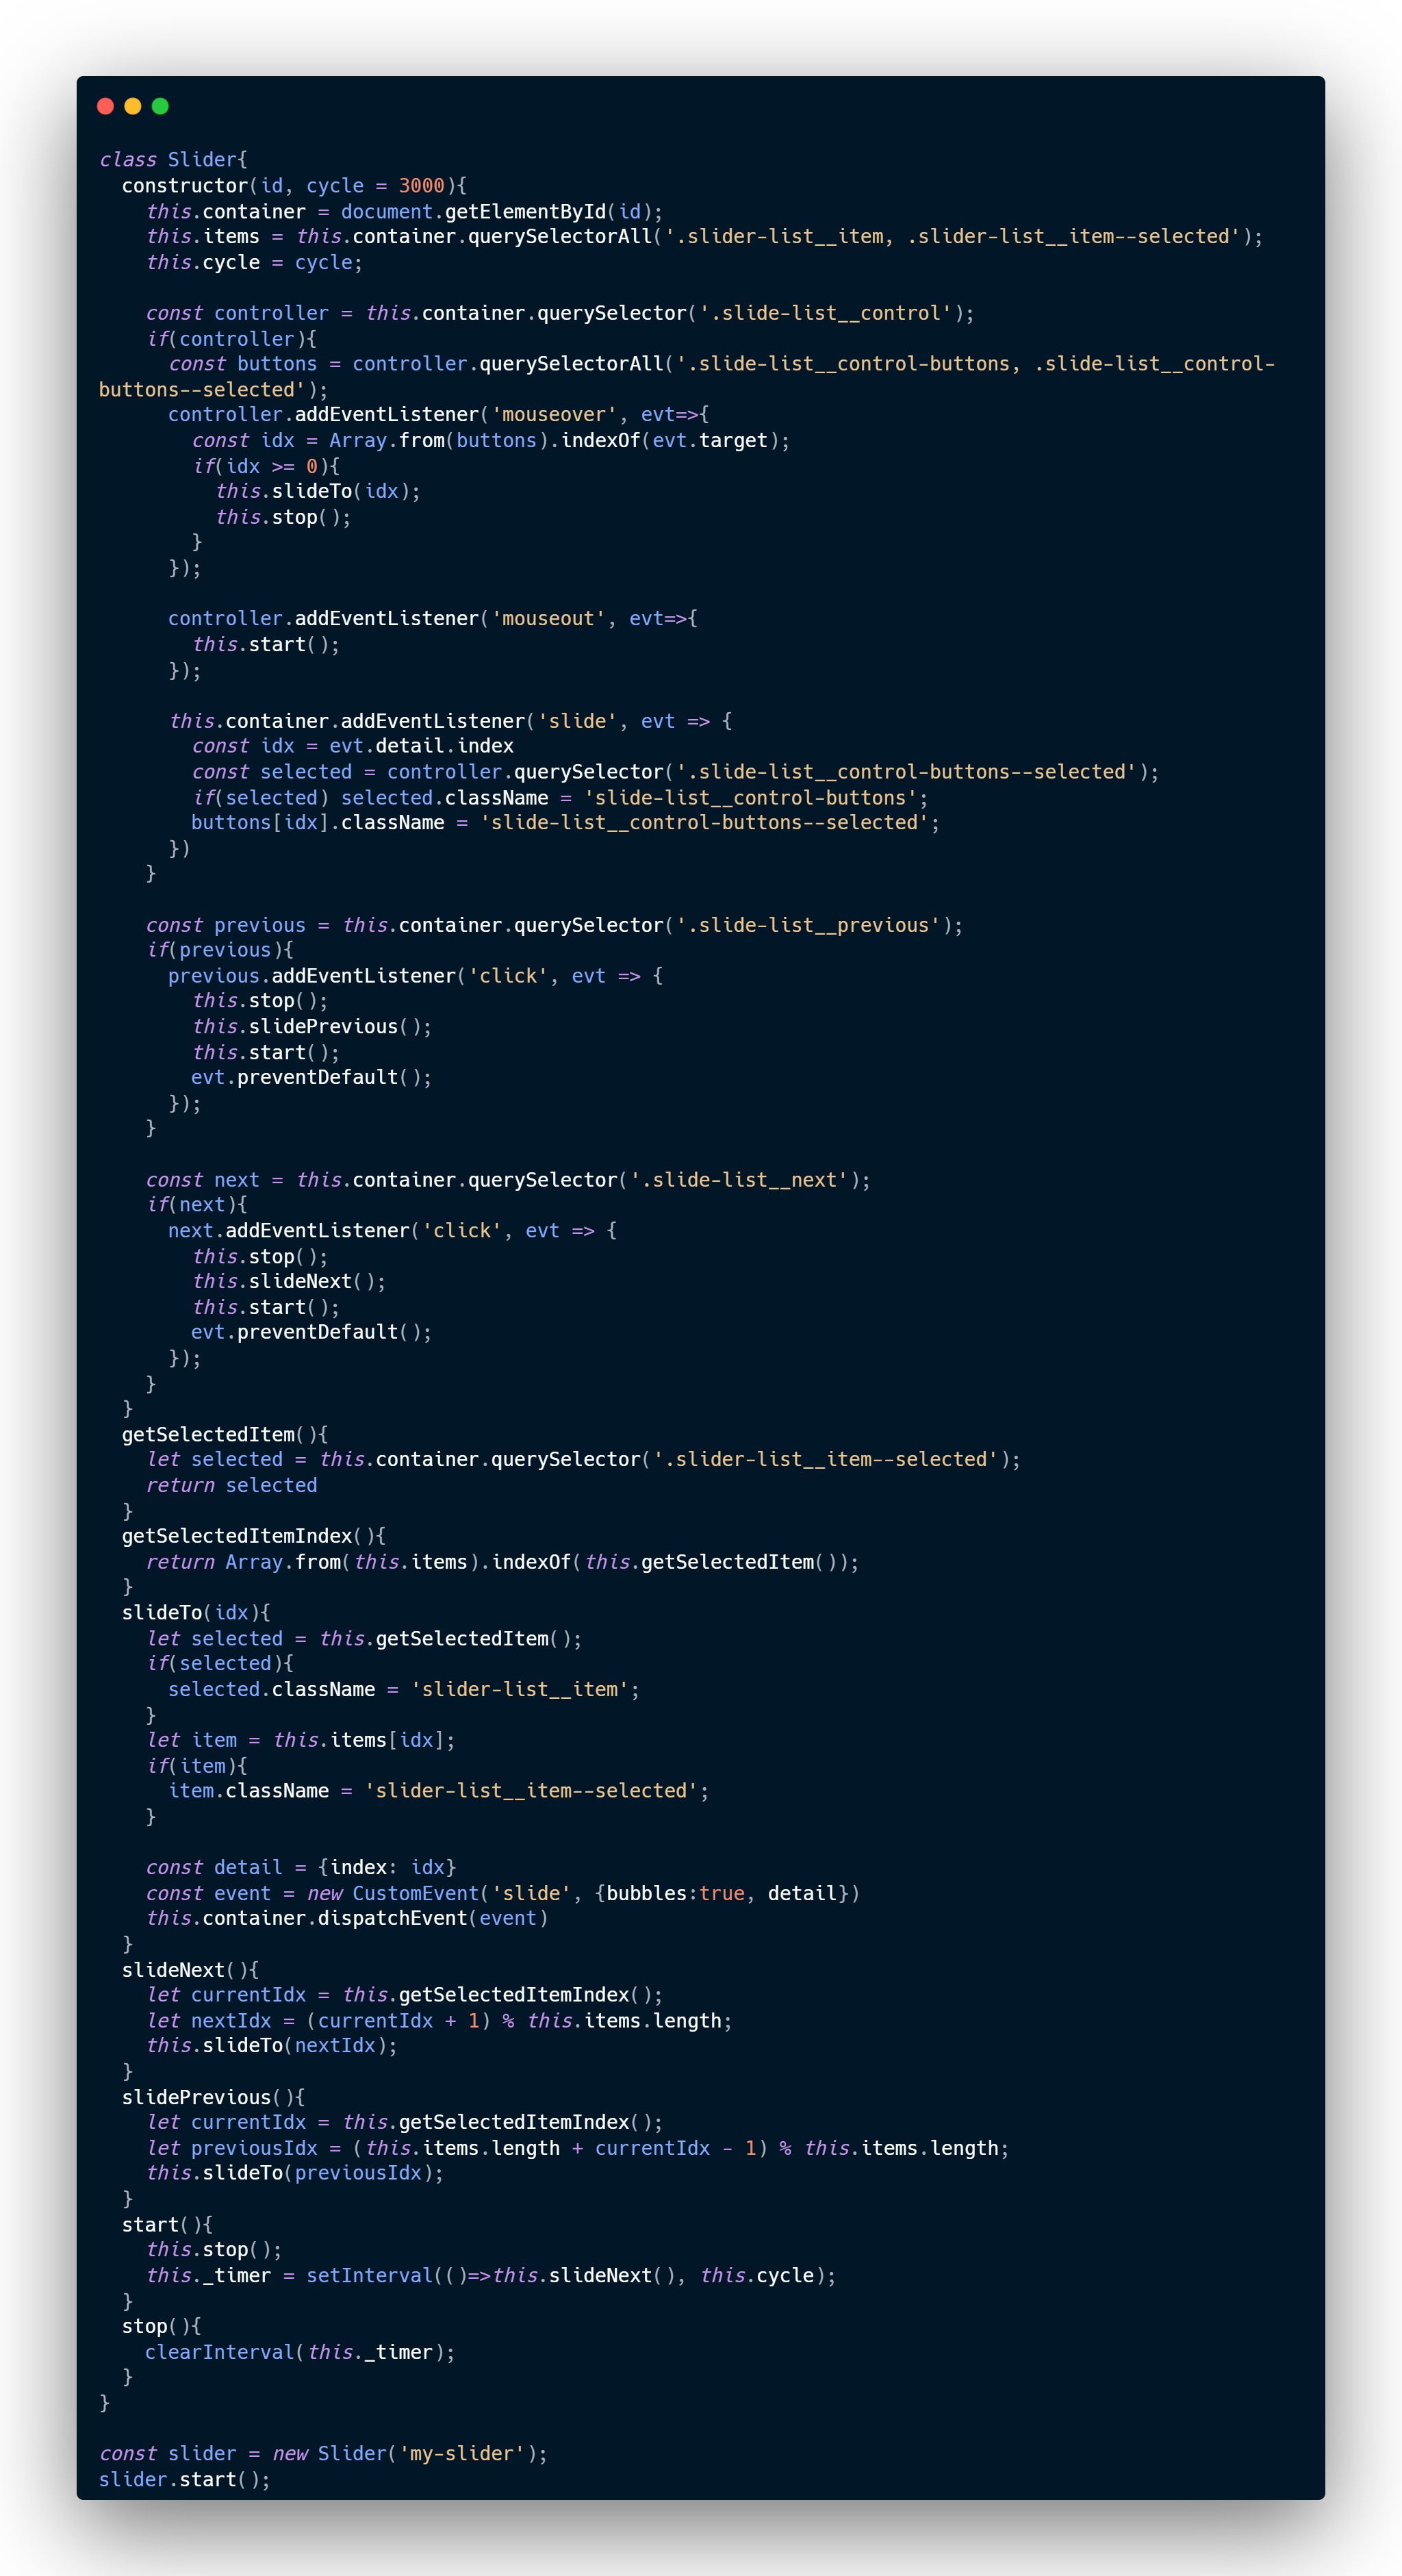 class Slider{
  constructor(id, cycle = 3000){
    this.container = document.getElementById(id);
    this.items = this.container.querySelectorAll('.slider-list__item, .slider-list__item--selected');
    this.cycle = cycle;

    const controller = this.container.querySelector('.slide-list__control');
    if(controller){
      const buttons = controller.querySelectorAll('.slide-list__control-buttons, .slide-list__control-
buttons--selected');
      controller.addEventListener('mouseover', evt=>{
        const idx = Array.from(buttons).indexOf(evt.target);
        if(idx >= 0){
          this.slideTo(idx);
          this.stop();
        }
      });

      controller.addEventListener('mouseout', evt=>{
        this.start();
      });

      this.container.addEventListener('slide', evt => {
        const idx = evt.detail.index
        const selected = controller.querySelector('.slide-list__control-buttons--selected');
        if(selected) selected.className = 'slide-list__control-buttons';
        buttons[idx].className = 'slide-list__control-buttons--selected';
      })
    }

    const previous = this.container.querySelector('.slide-list__previous');
    if(previous){
      previous.addEventListener('click', evt => {
        this.stop();
        this.slidePrevious();
        this.start();
        evt.preventDefault();
      });
    }

    const next = this.container.querySelector('.slide-list__next');
    if(next){
      next.addEventListener('click', evt => {
        this.stop();
        this.slideNext();
        this.start();
        evt.preventDefault();
      });
    }
  }
  getSelectedItem(){
    let selected = this.container.querySelector('.slider-list__item--selected');
    return selected
  }
  getSelectedItemIndex(){
    return Array.from(this.items).indexOf(this.getSelectedItem());
  }
  slideTo(idx){
    let selected = this.getSelectedItem();
    if(selected){
      selected.className = 'slider-list__item';
    }
    let item = this.items[idx];
    if(item){
      item.className = 'slider-list__item--selected';
    }

    const detail = {index: idx}
    const event = new CustomEvent('slide', {bubbles:true, detail})
    this.container.dispatchEvent(event)
  }
  slideNext(){
    let currentIdx = this.getSelectedItemIndex();
    let nextIdx = (currentIdx + 1) % this.items.length;
    this.slideTo(nextIdx);
  }
  slidePrevious(){
    let currentIdx = this.getSelectedItemIndex();
    let previousIdx = (this.items.length + currentIdx - 1) % this.items.length;
    this.slideTo(previousIdx);
  }
  start(){
    this.stop();
    this._timer = setInterval(()=>this.slideNext(), this.cycle);
  }
  stop(){
    clearInterval(this._timer);
  }
}

const slider = new Slider('my-slider');
slider.start();